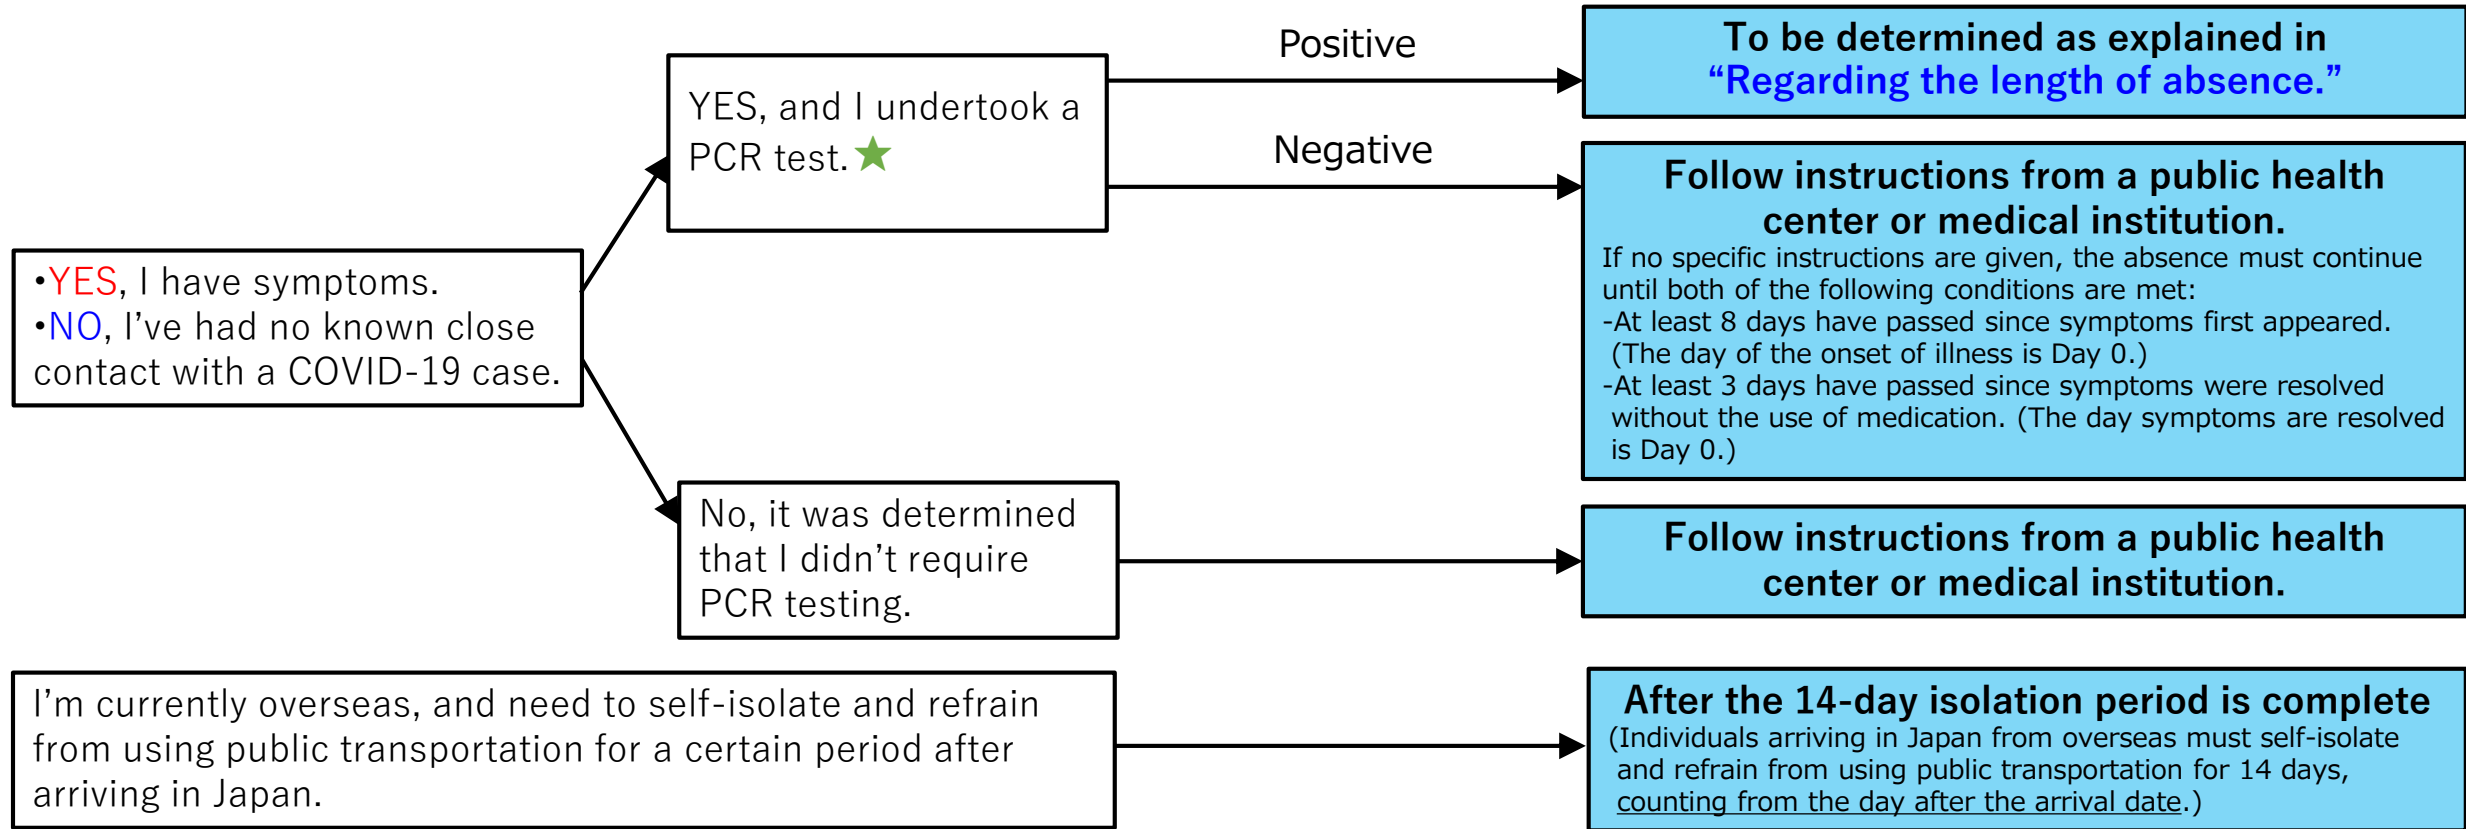 •YES, I have symptoms.
•NO, I've had no known close
contact with a COVID-19 case.
YES, and I undertook a
PCR test.
Positive
To be determined as explained in
“Regarding the length of absence.”
Negative
Follow instructions from a public health
center or medical institution.
If no specific instructions are given, the absence must continue
until both of the following conditions are met:
-At least 8 days have passed since symptoms first appeared.
(The day of the onset of illness is Day 0.)
-At least 3 days have passed since symptoms were resolved
without the use of medication. (The day symptoms are resolved
is Day 0.)
No, it was determined
that I didn’t require
PCR testing.
Follow instructions from a public health
center or medical institution.
I’m currently overseas, and need to self-isolate and refrain
from using public transportation for a certain period after
arriving in Japan.
After the 14-day isolation period is complete
(Individuals arriving in Japan from overseas must self-isolate
and refrain from using public transportation for 14 days,
counting from the day after the arrival date.)